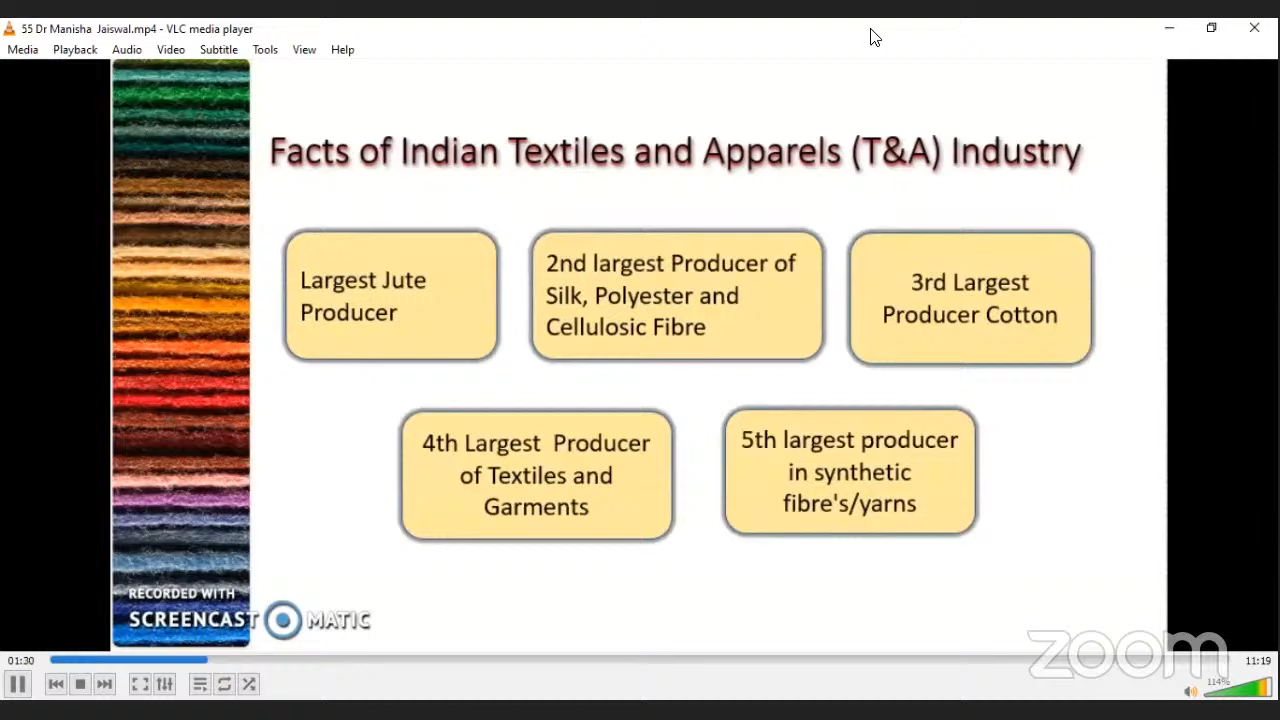 55 Dr Manisha  Jaiswal.mp4 - VLC media player
Media Playback Audio Video Subtitle Tools View Help
Facts of Indian Textiles and Apparels (T&A) Industry
Largest Jute
Producer
2nd largest Producer of
Silk, Polyester and
Cellulosic Fibre
3rd Largest
Producer Cotton
4th Largest  Producer
of Textiles and
Garments
5th largest producer
in synthetic
fibre's/yarns
RECORDED WITH
SCREENCAST MATIC
zoom
01:30
11:19
114%